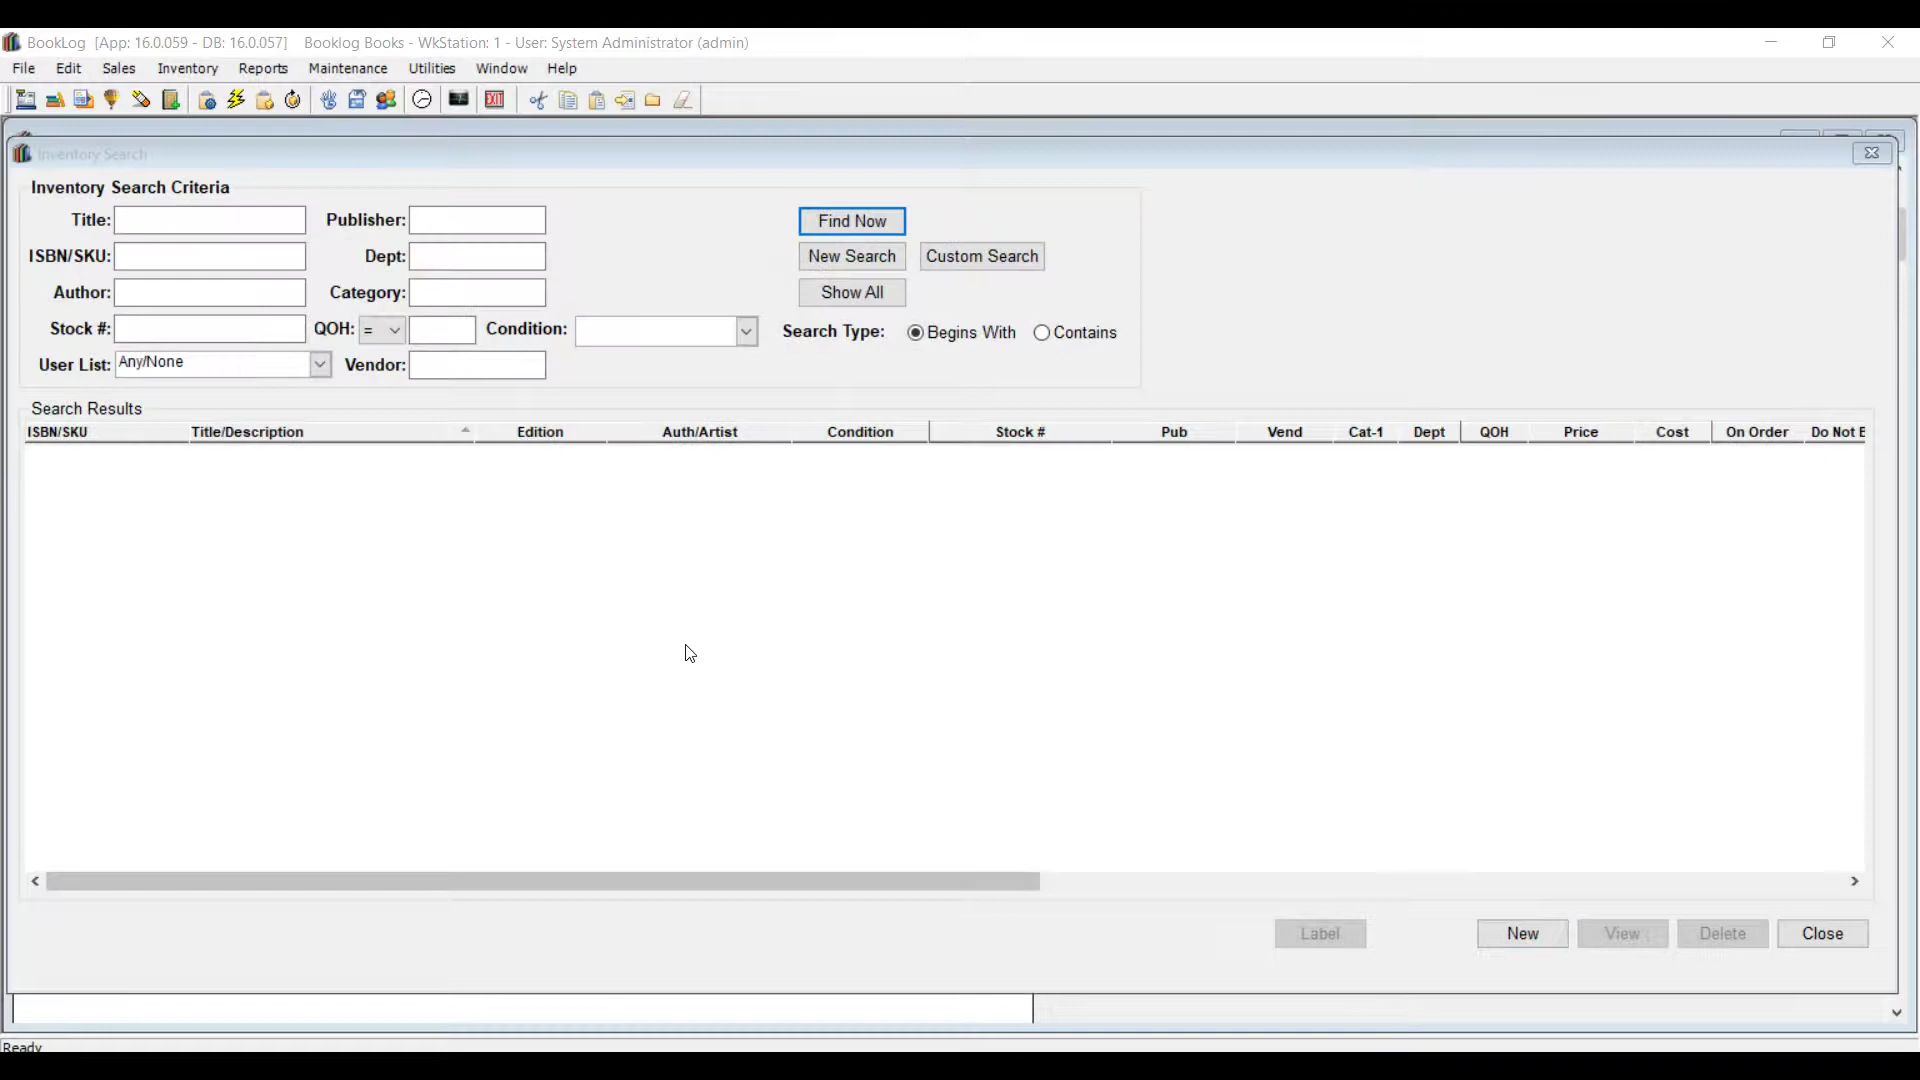 BookLog [App: 16.0.059 - DB: 16.0.057] Booklog Books - WkStation: 1 - User: System Administrator (admin)
File Edit Sales Inventory Reports Maintenance Utilities Window Help
EXIT
Inventory Search
Inventory Search Criteria
Title: Publisher: Find Now
ISBN/SKU: Dept: New Search Custom Search
Author: Category: Show All
Stock #: QOH: = Condition: Search Type: Begins With Contains
User List: Any/None Vendor:
Search Results
ISBN/SKU Title/Description Edition Auth/Artist Condition Stock # Pub Vend Cat-1 Dept QOH Price Cost On Order Do Not
Label New View Delete Close
Ready